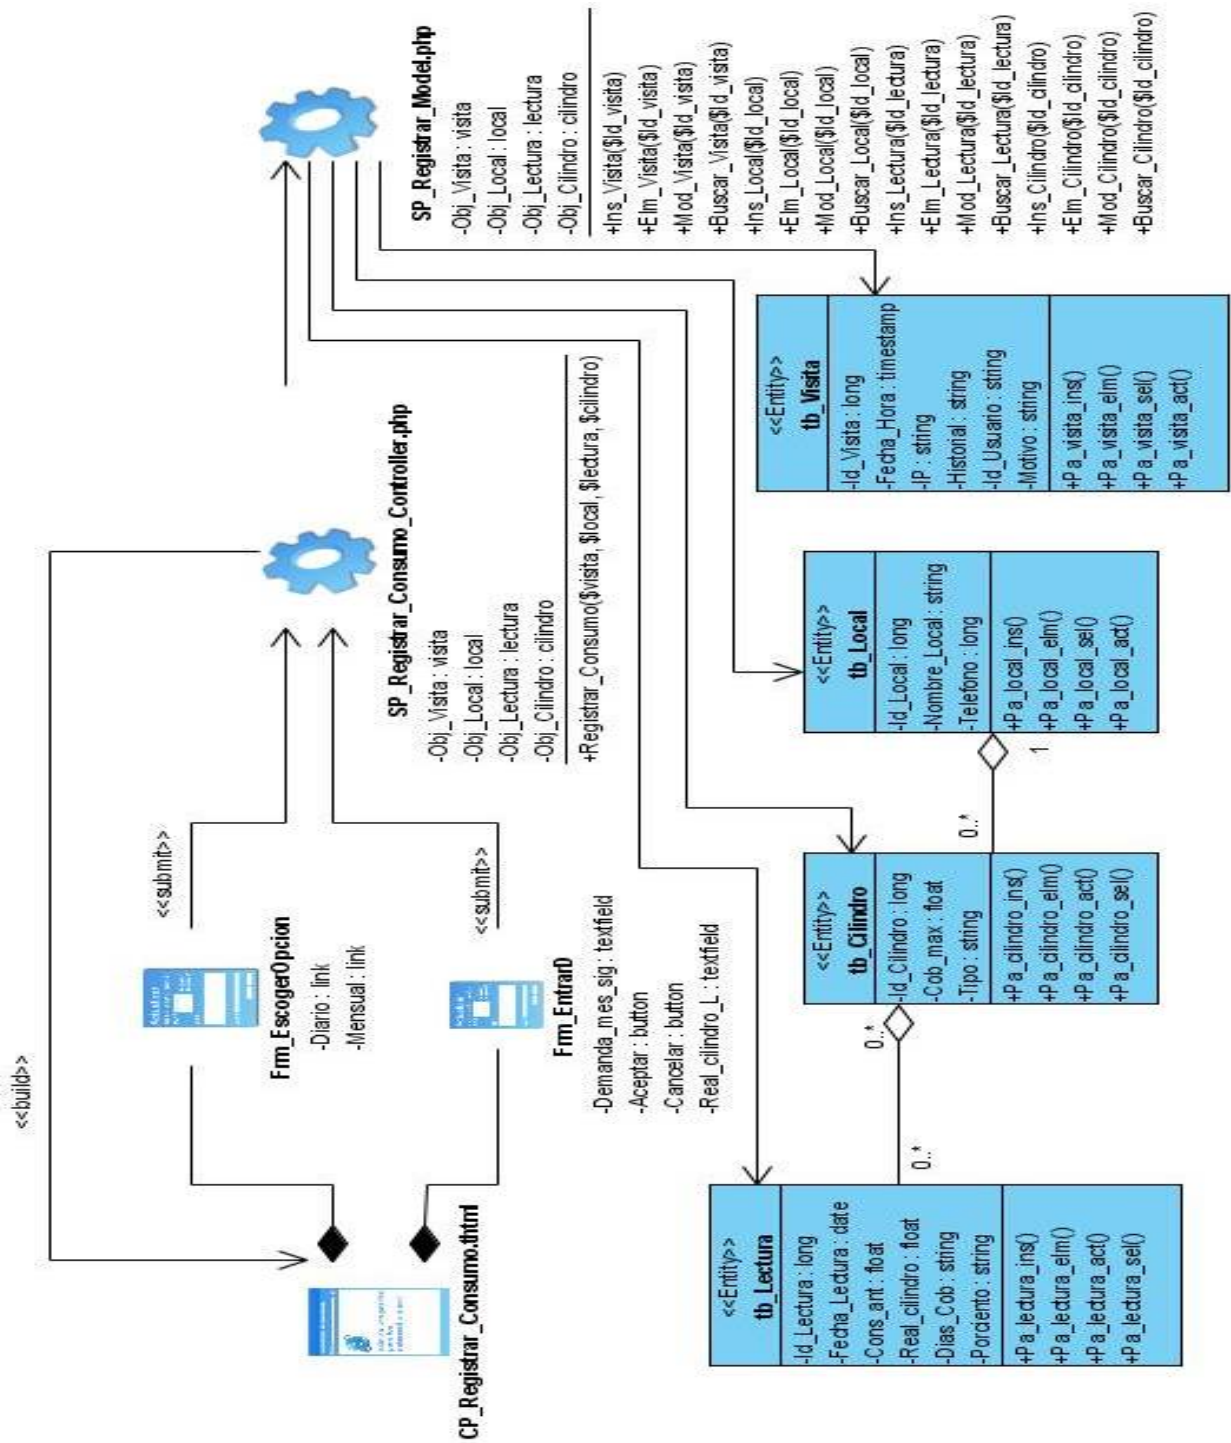 <<build>>
CP_Registrar_Consumo.thtml
Frm_EscogerOpcion
-Diario : link
-Mensual : link
<<submit>>
Frm_EntrarD
-Demanda_mes_sig : textfield
-Aceptar : button
-Cancelar : button
-Real_cilindro_L : textfield
<<submit>>
SP_Registrar_Consumo_Controller.php
-Obj_Visita : visita
-Obj_Local : local
-Obj_Lectura : lectura
-Obj_Cilindro : cilindro
+Registrar_Consumo($visita, $local, $lectura, $cilindro)
SP_Registrar_Model.php
-Obj_Visita : visita
-Obj_Local : local
-Obj_Lectura : lectura
-Obj_Cilindro : cilindro
+Ins_Visita($Id_visita)
+Elm_Visita($Id_visita)
+Mod_Visita($Id_visita)
+Buscar_Visita($Id_visita)
+Ins_Local($Id_local)
+Elm_Local($Id_local)
+Mod_Local($Id_local)
+Buscar_Local($Id_local)
+Ins_Lectura($Id_lectura)
+Elm_Lectura($Id_lectura)
+Mod_Lectura($Id_lectura)
+Buscar_Lectura($Id_lectura)
+Ins_Cilindro($Id_cilindro)
+Elm_Cilindro($Id_cilindro)
+Mod_Cilindro($Id_cilindro)
+Buscar_Cilindro($Id_cilindro)
<<Entity>>
tb_Lectura
-Id_Lectura : long
-Fecha_Lectura : date
-Cons_ant : float
-Real_cilindro : float
-Dias_Cob : string
-Porciento : string
+Pa_lectura_ins()
+Pa_lectura_elm()
+Pa_lectura_act()
+Pa_lectura_sel()
0..*
0..*
<<Entity>>
tb_Cilindro
-Id_Cilindro : long
-Cob_max : float
-Tipo : string
+Pa_cilindro_ins()
+Pa_cilindro_elm()
+Pa_cilindro_act()
+Pa_cilindro_sel()
0..*
1
<<Entity>>
tb_Local
-Id_Local : long
-Nombre_Local : string
-Telefono : long
+Pa_local_ins()
+Pa_local_elm()
+Pa_local_sel()
+Pa_local_act()
<<Entity>>
tb_Visita
-Id_Visita : long
-Fecha_Hora : timestamp
-IP : string
-Historial : string
-Id_Usuario : string
-Motivo : string
+Pa_visita_ins()
+Pa_visita_elm()
+Pa_visita_sel()
+Pa_visita_act()